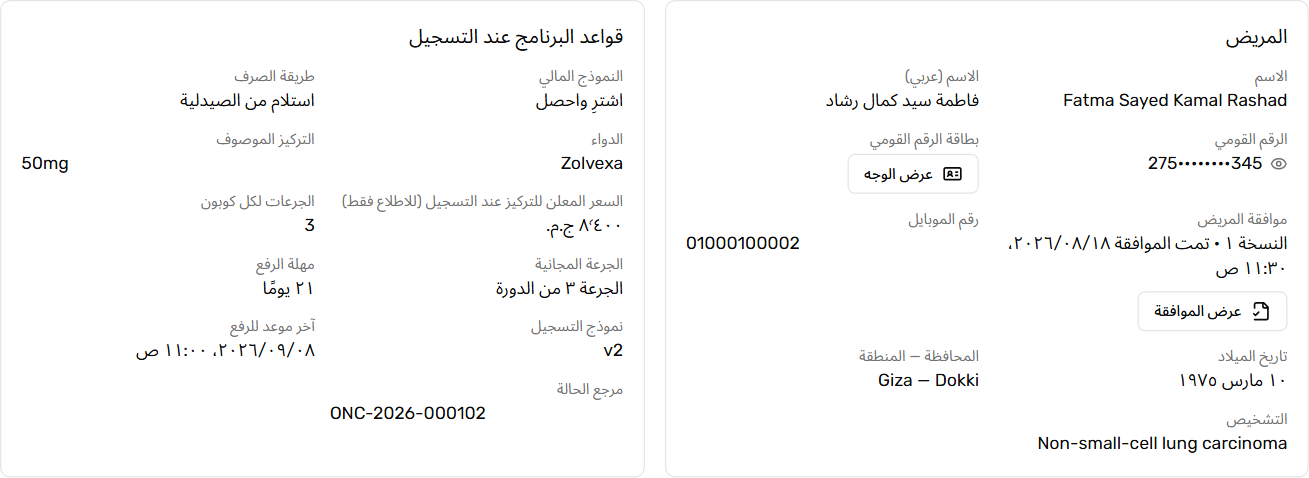 المريض
الاسم
Fatma Sayed Kamal Rashad
الاسم (عربي)
فاطمة سيد كمال رشاد
الرقم القومي
275••••••••345
بطاقة الرقم القومي
عرض الوجه
موافقة المريض
النسخة ١ • تمت الموافقة ٢٠٢٦/٠٨/١٨،
١١:٣٠ ص
عرض الموافقة
رقم الموبايل
01000100002
تاريخ الميلاد
١٠ مارس ١٩٧٥
المحافظة – المنطقة
Giza – Dokki
التشخيص
Non-small-cell lung carcinoma
قواعد البرنامج عند التسجيل
النموذج المالي
اشترِ واحصل
طريقة الصرف
استلام من الصيدلية
الدواء
Zolvexa
التركيز الموصوف
50mg
السعر المعلن للتركيز عند التسجيل (للاطلاع فقط)
٨٬٤٠٠ ج.م.
الجرعات لكل كوبون
3
الجرعة المجانية
الجرعة ٣ من الدورة
مهلة الرفع
٢١ يومًا
نموذج التسجيل
v2
آخر موعد للرفع
٢٠٢٦/٠٩/٠٨، ١١:٠٠ ص
مرجع الحالة
ONC-2026-000102